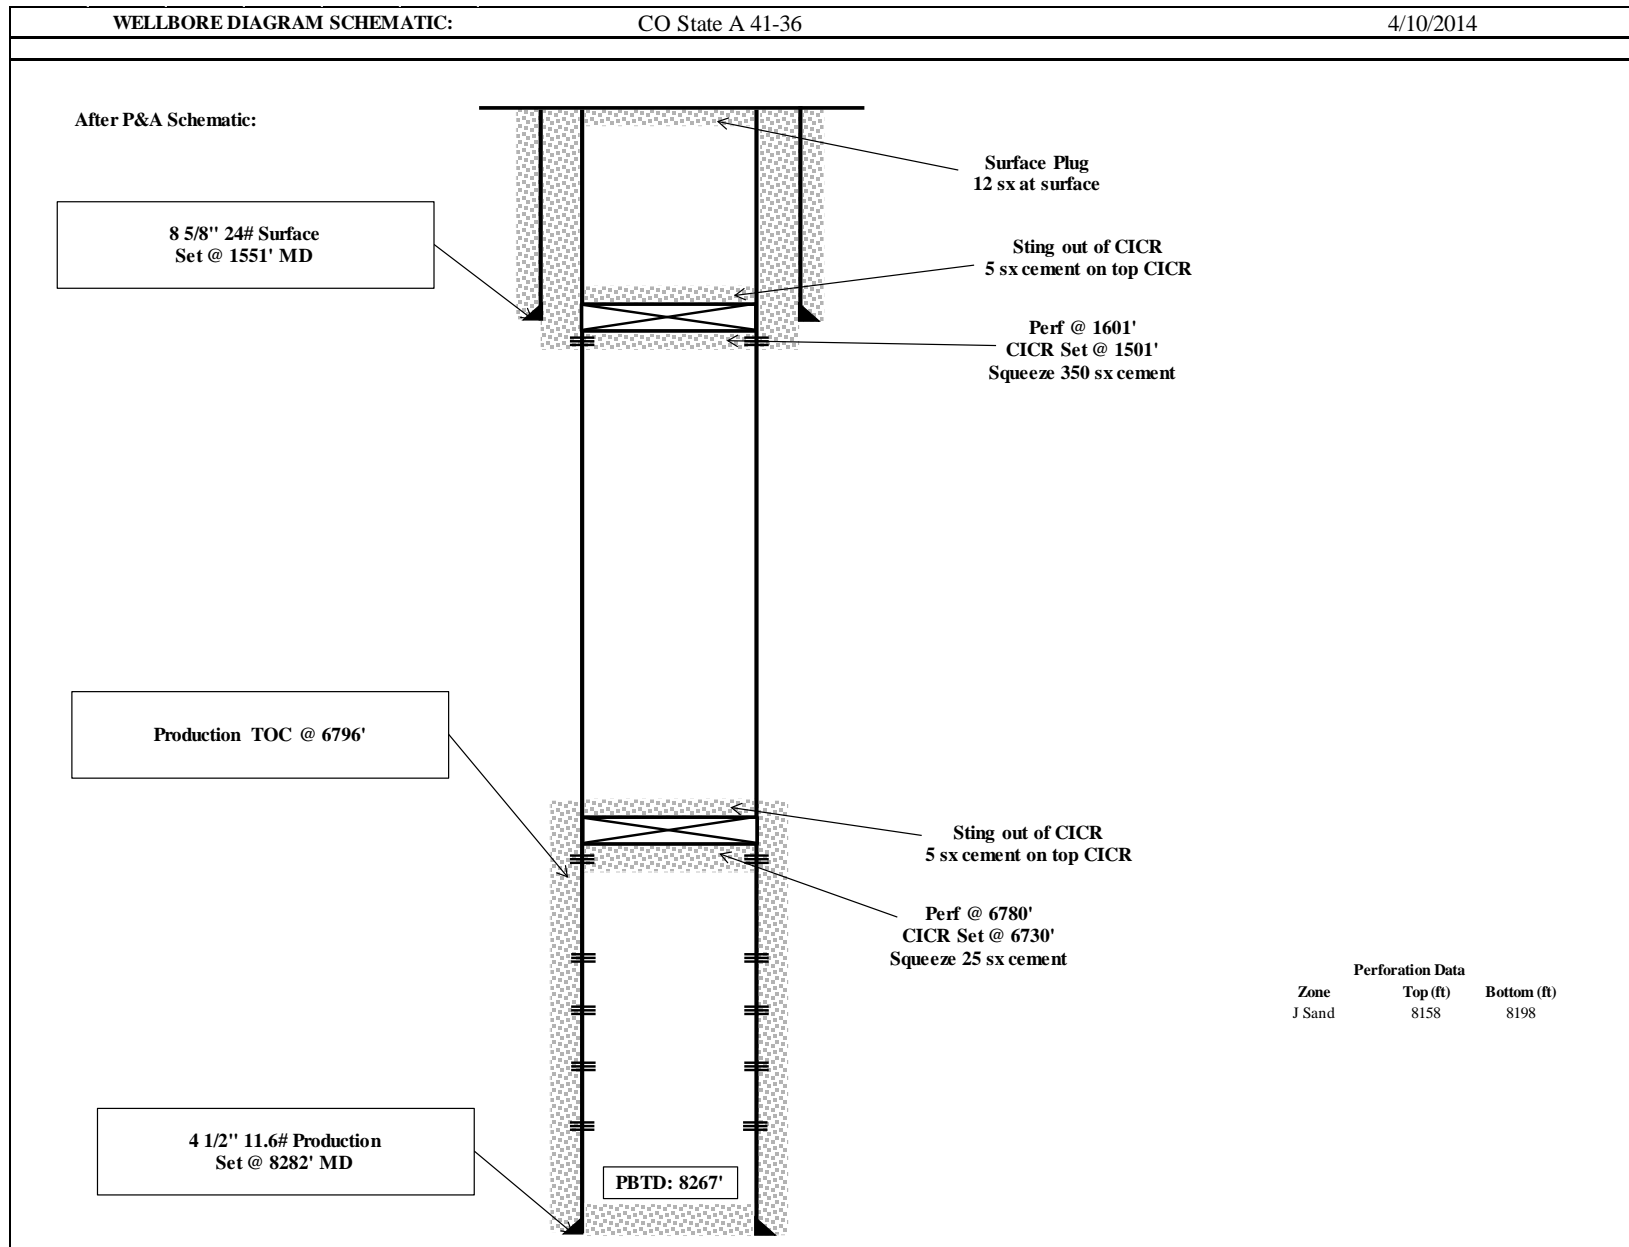 WELLBORE DIAGRAM SCHEMATIC: CO State A 41-36 4/10/2014
After P&A Schematic:
Surface Plug
12 sx at surface
8 5/8" 24# Surface
Set @ 1551' MD
Sting out of CICR
5 sx cement on top CICR
Perf @ 1601'
CICR Set @ 1501'
Squeeze 350 sx cement
Production TOC @ 6796'
Sting out of CICR
5 sx cement on top CICR
Perf @ 6780'
CICR Set @ 6730'
Squeeze 25 sx cement
Perforation Data
Zone Top (ft) Bottom (ft)
J Sand 8158 8198
4 1/2" 11.6# Production
Set @ 8282' MD
PBTD: 8267'